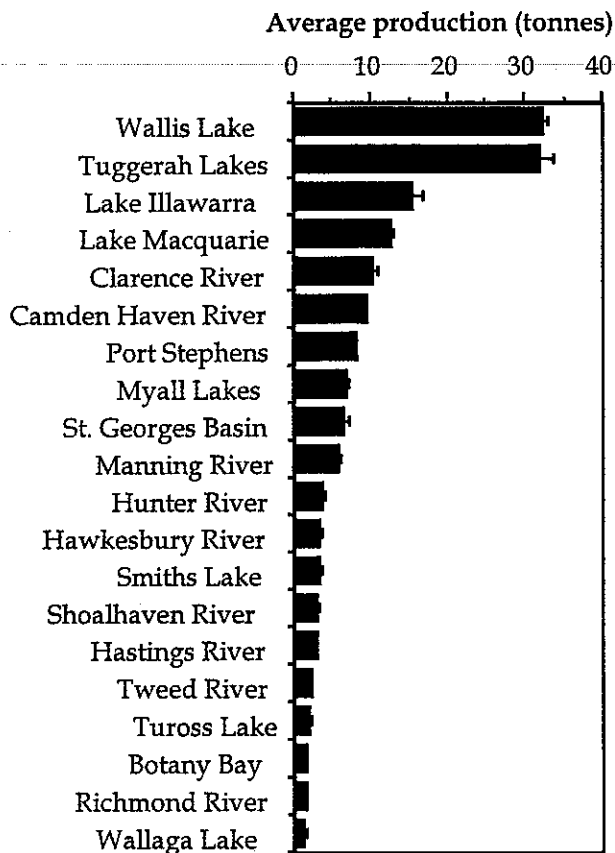 Average production (tonnes)
0 10 20 30 40
Wallis Lake
Tuggerah Lakes
Lake Illawarra
Lake Macquarie
Clarence River
Camden Haven River
Port Stephens
Myall Lakes
St. Georges Basin
Manning River
Hunter River
Hawkesbury River
Smiths Lake
Shoalhaven River
Hastings River
Tweed River
Tuross Lake
Botany Bay
Richmond River
Wallaga Lake